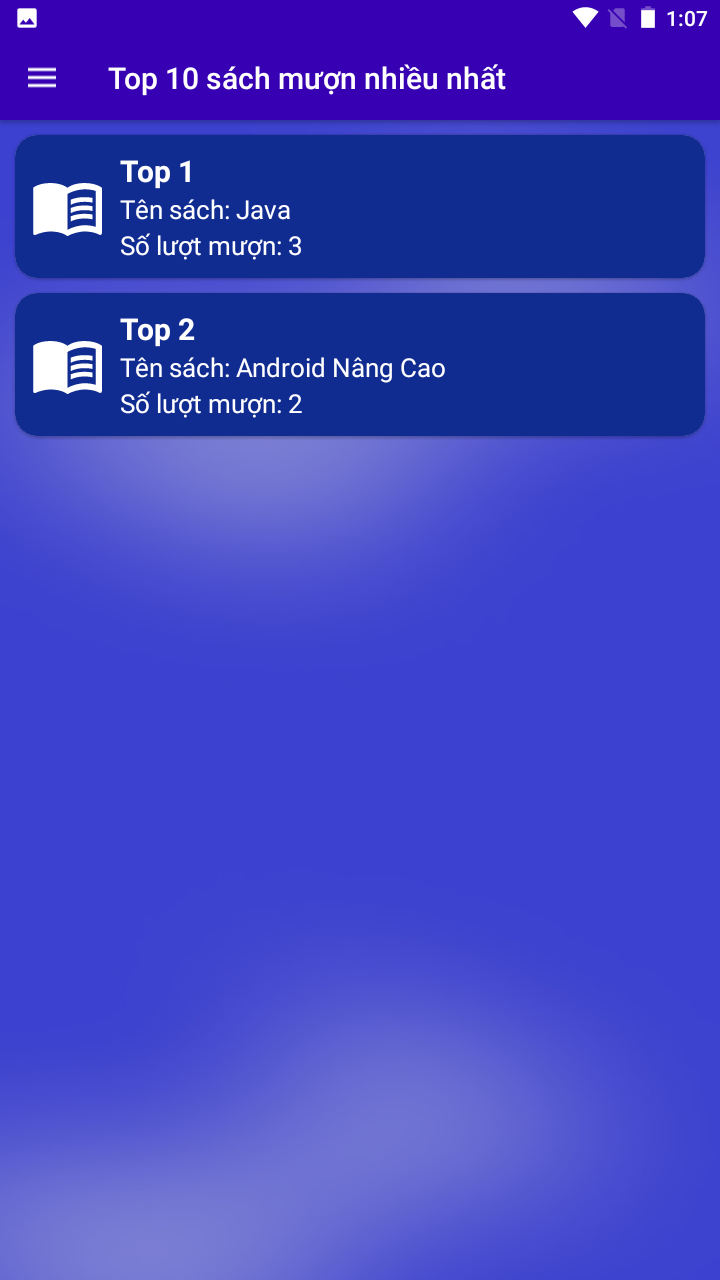 1:07
Top 10 sách mượn nhiều nhất
Top 1
Tên sách: Java
Số lượt mượn: 3
Top 2
Tên sách: Android Nâng Cao
Số lượt mượn: 2